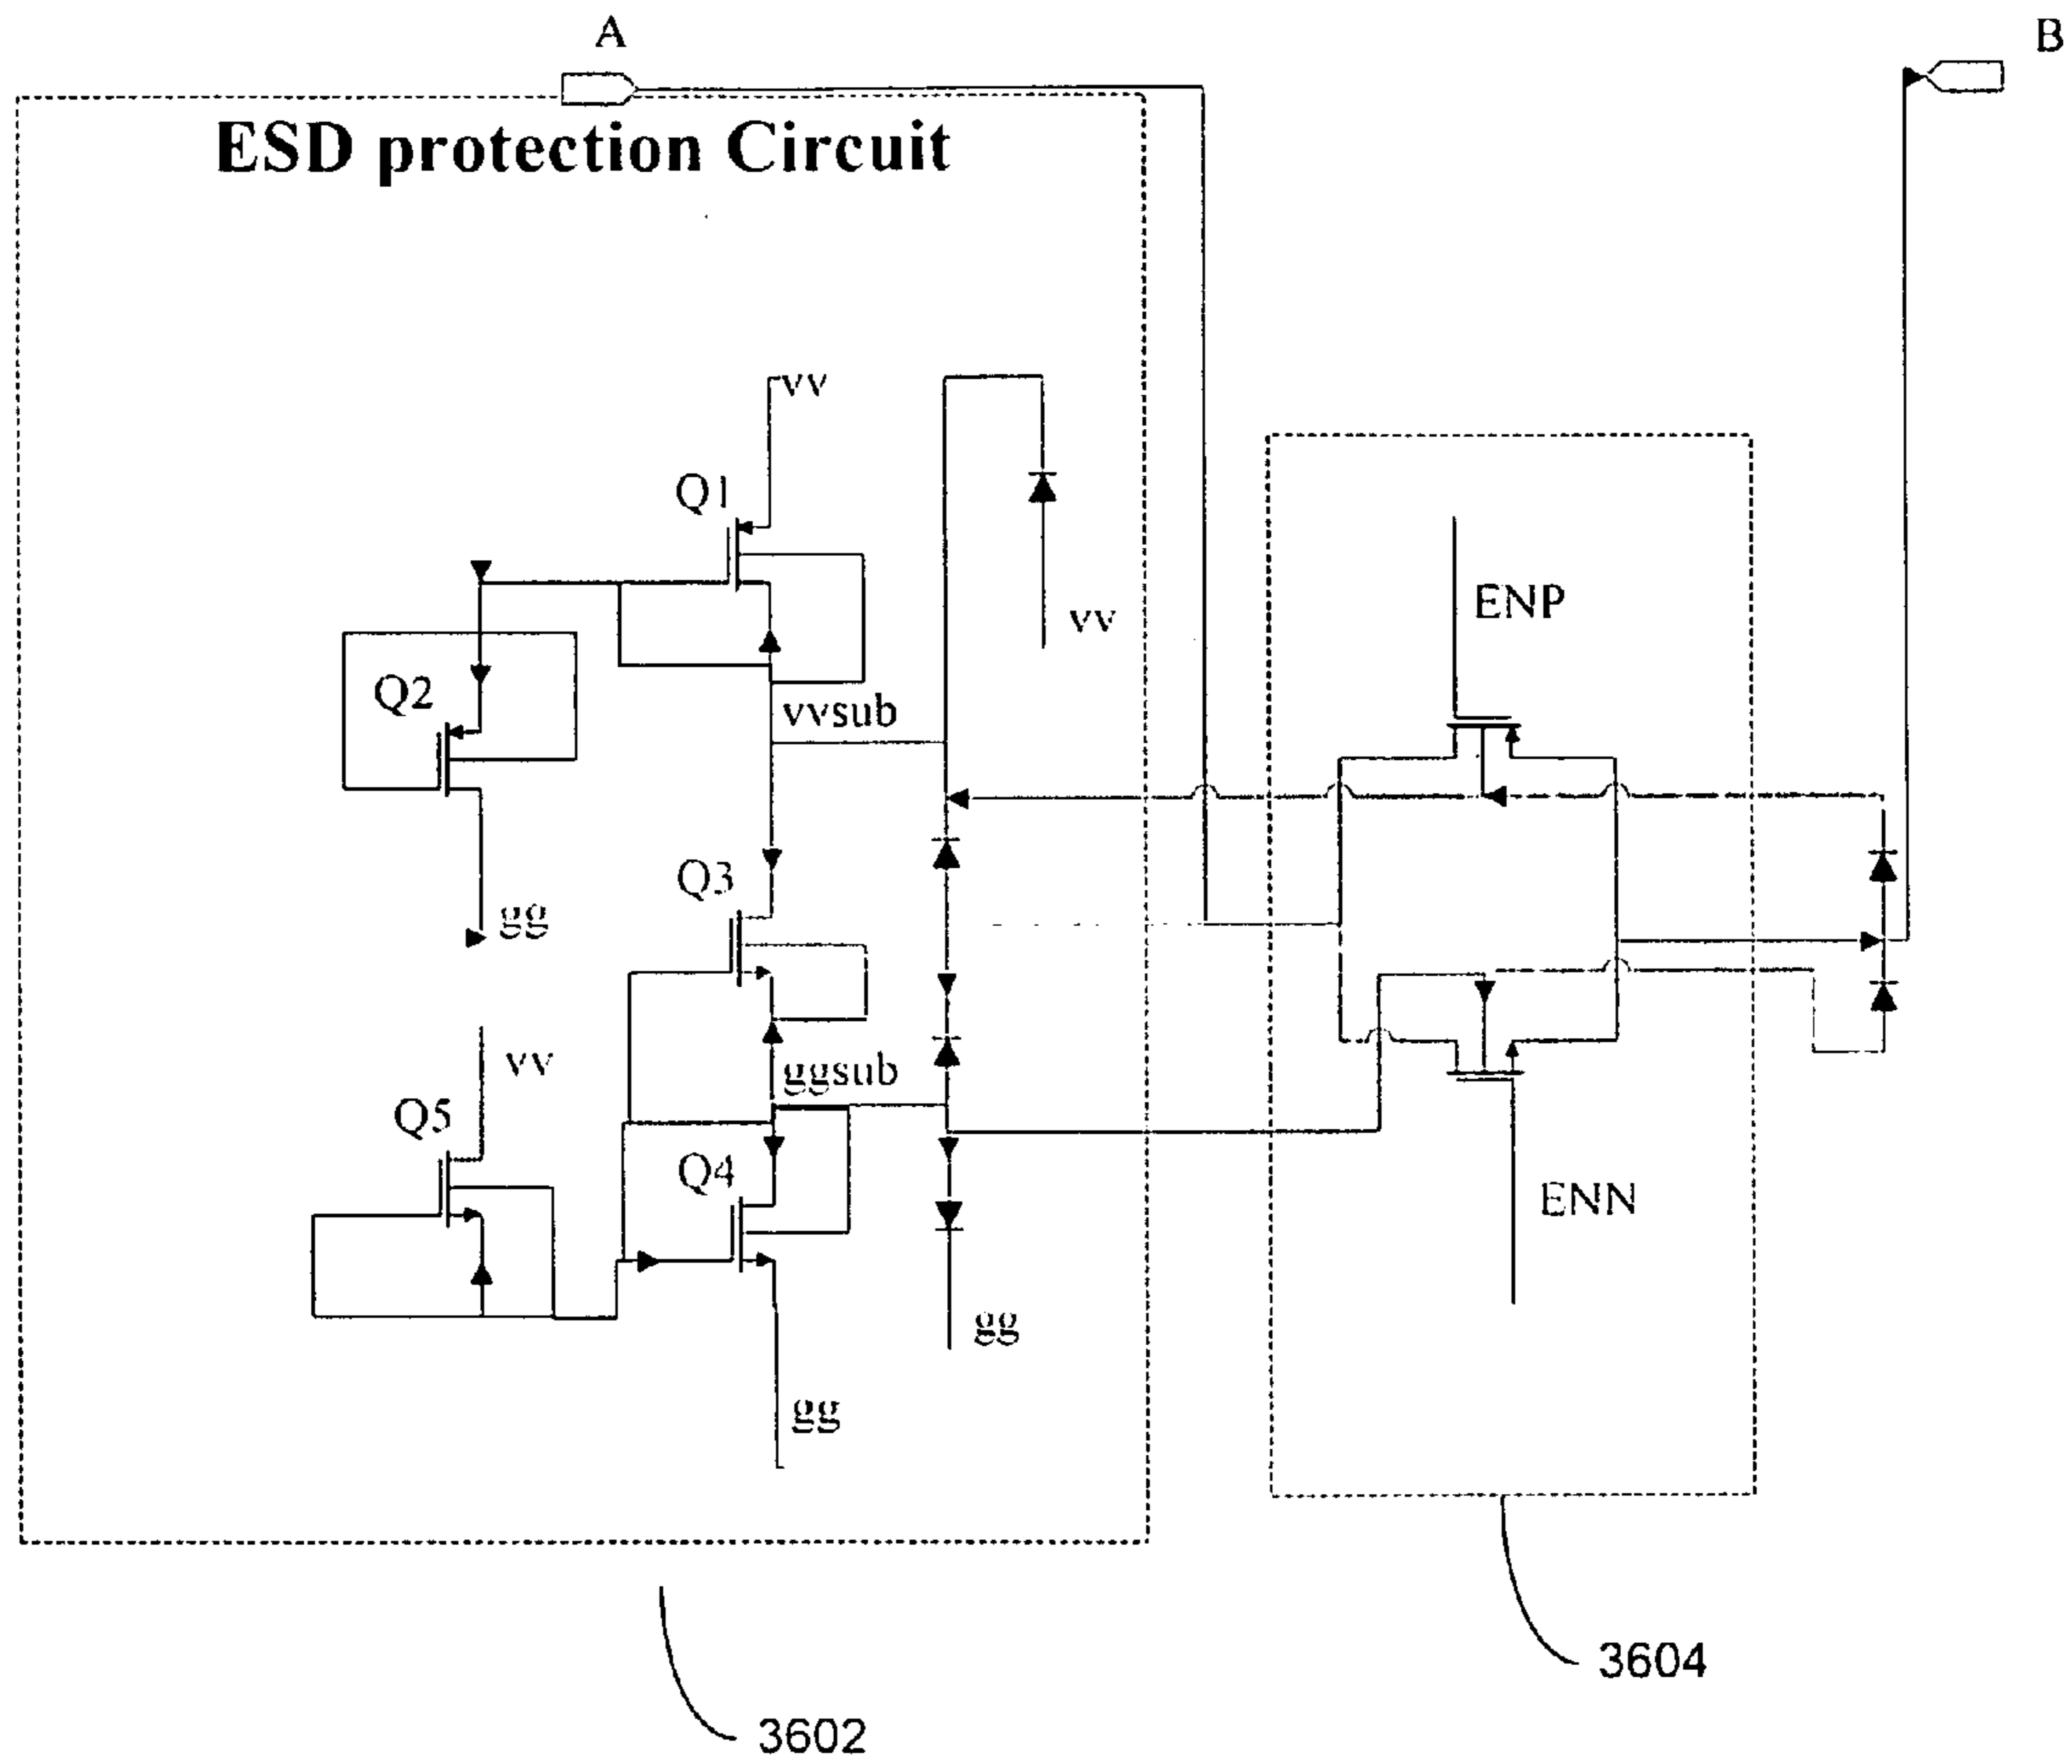 A
B
ESD protection Circuit
vv
Q1
ENP
vv
Q2
vvsub
Q3
gg
vv
ggsub
Q5
Q4
ENN
gg
gg
3604
3602